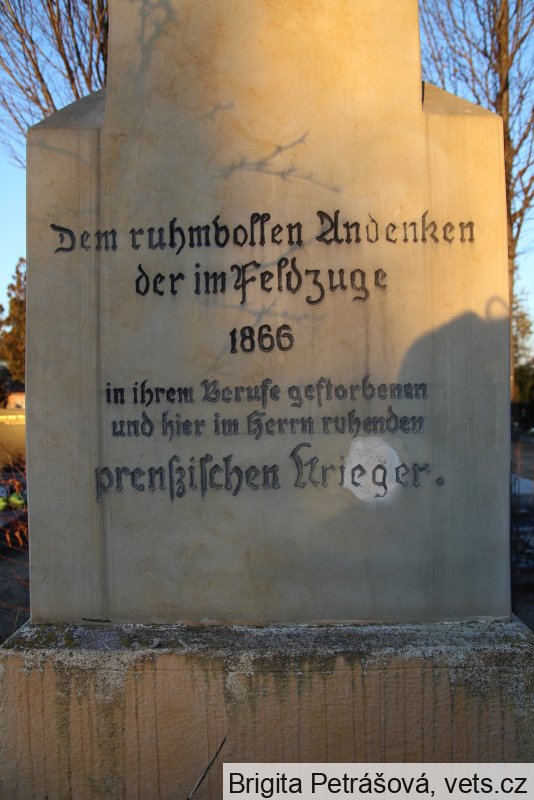 Dem ruhmvollen Andenken
der im Feldzuge
1866
in ihrem Berufe gestorbenen
und hier im Herrn ruhenden
prenszischen Krieger.
Brigita Petrášová, vets.cz